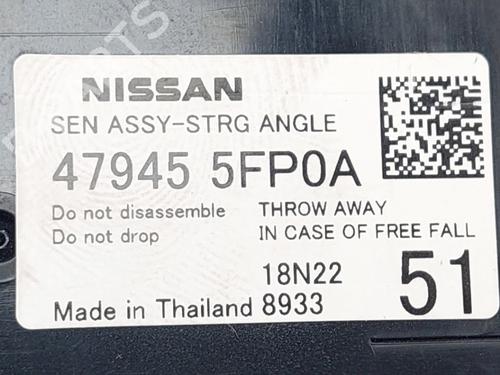 NISSAN
SEN ASSY-STRG ANGLE
47945 5FP0A
Do not disassemble THROW AWAY
Do not drop IN CASE OF FREE FALL
18N22
Made in Thailand 8933 51